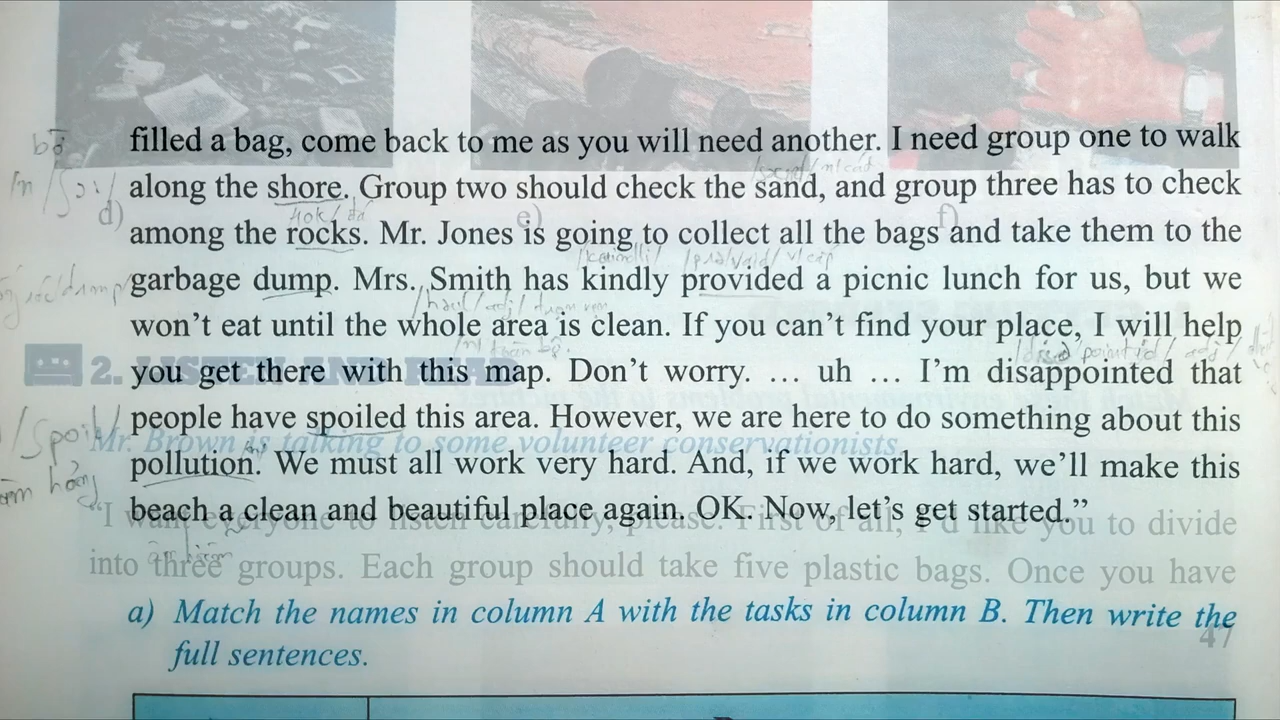 filled a bag, come back to me as you will need another. I need group one to walk
along the shore. Group two should check the sand, and group three has to check
d) e) f)
among the rocks. Mr. Jones is going to collect all the bags and take them to the
garbage dump. Mrs. Smith has kindly provided a picnic lunch for us, but we
won't eat until the whole area is clean. If you can't find your place, I will help
2. LISTEN AND READ
you get there with this map. Don't worry. ... uh ... I'm disappointed that
people have spoiled this area. However, we are here to do something about this
Mr. Brown is talking to some volunteer conservationists.
pollution. We must all work very hard. And, if we work hard, we'll make this
beach a clean and beautiful place again. OK. Now, let's get started."
"I want everyone to listen carefully, please. First of all, I'd like you to divide
into three groups. Each group should take five plastic bags. Once you have
a) Match the names in column A with the tasks in column B. Then write the
47
full sentences.